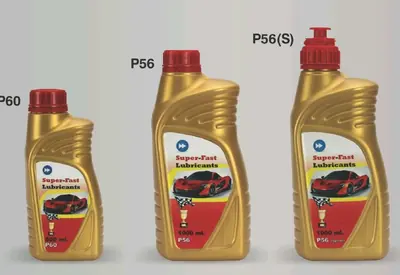 P60
P56
P56(S)
Super-Fast
Lubricants
ml.
P60
Super-Fast
Lubricants
1000 ml.
P56
Super-Fast
Lubricants
1000 ml.
P56